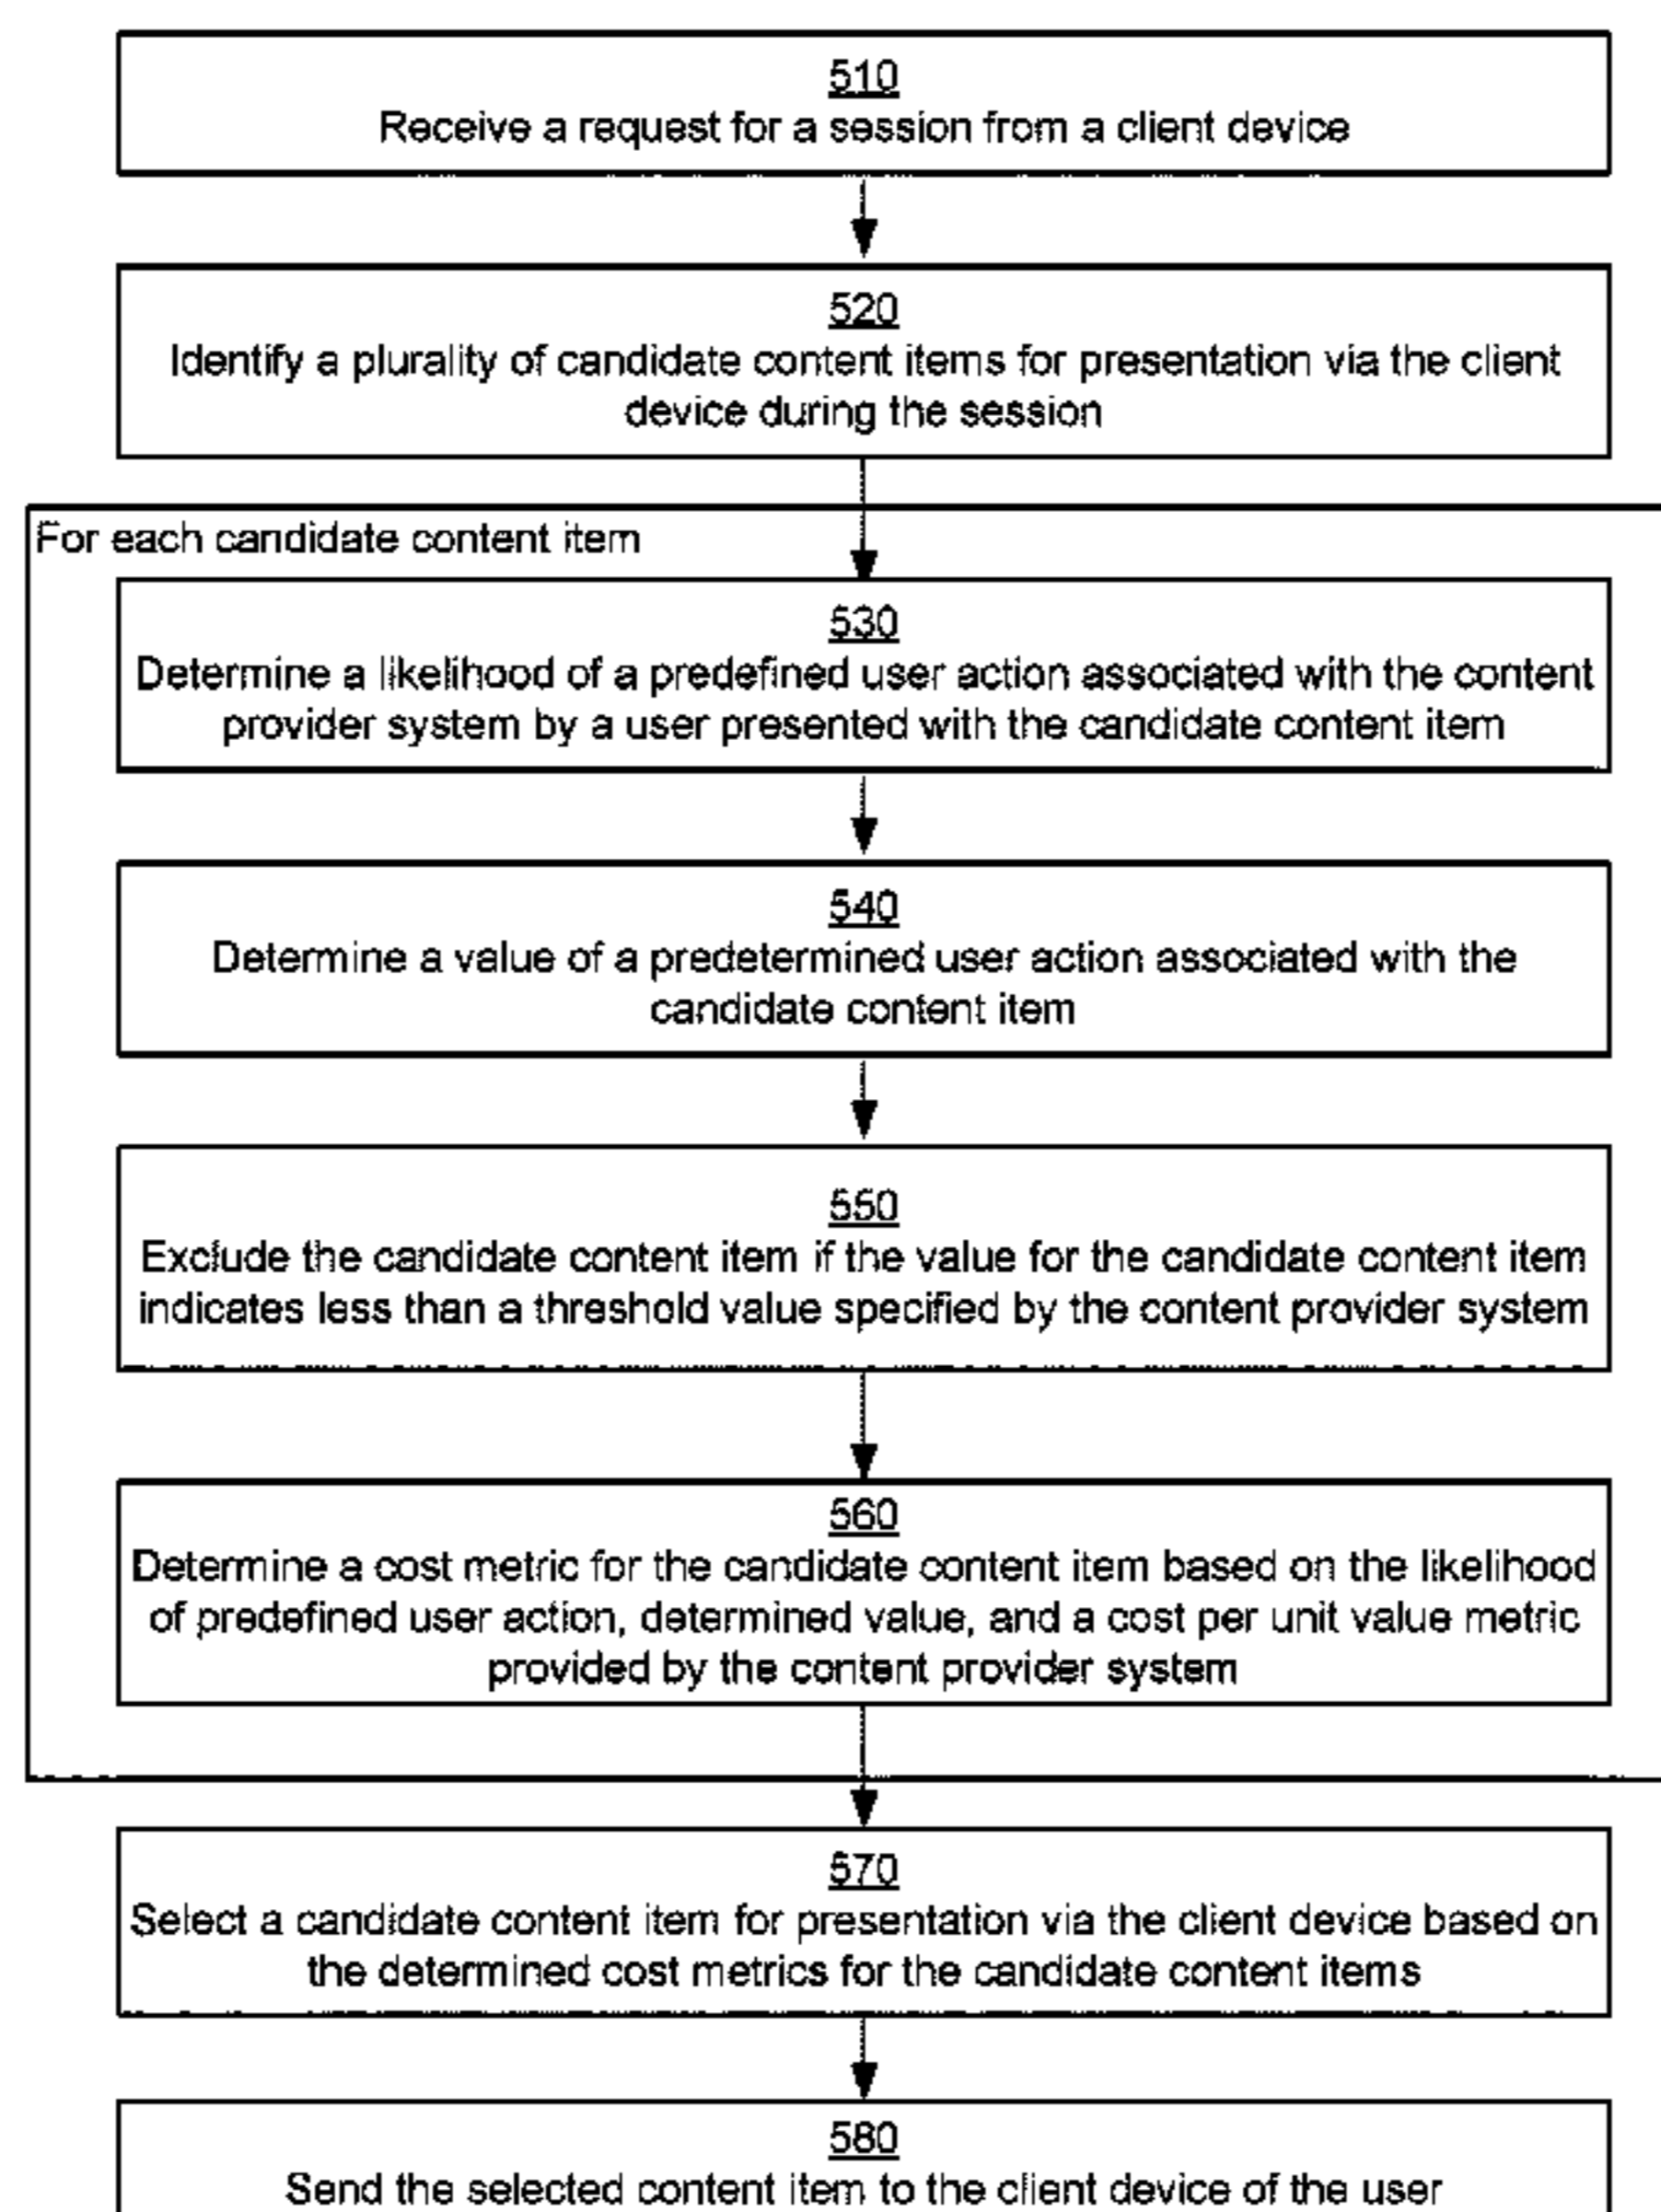 510
Receive a request for a session from a client device
520
Identify a plurality of candidate content items for presentation via the client
device during the session
For each candidate content item
530
Determine a likelihood of a predefined user action associated with the content
provider system by a user presented with the candidate content item
540
Determine a value of a predetermined user action associated with the
candidate content item
550
Exclude the candidate content item if the value for the candidate content item
indicates less than a threshold value specified by the content provider system
560
Determine a cost metric for the candidate content item based on the likelihood
of predefined user action, determined value, and a cost per unit value metric
provided by the content provider system
570
Select a candidate content item for presentation via the client device based on
the determined cost metrics for the candidate content items
580
Send the selected content item to the client device of the user